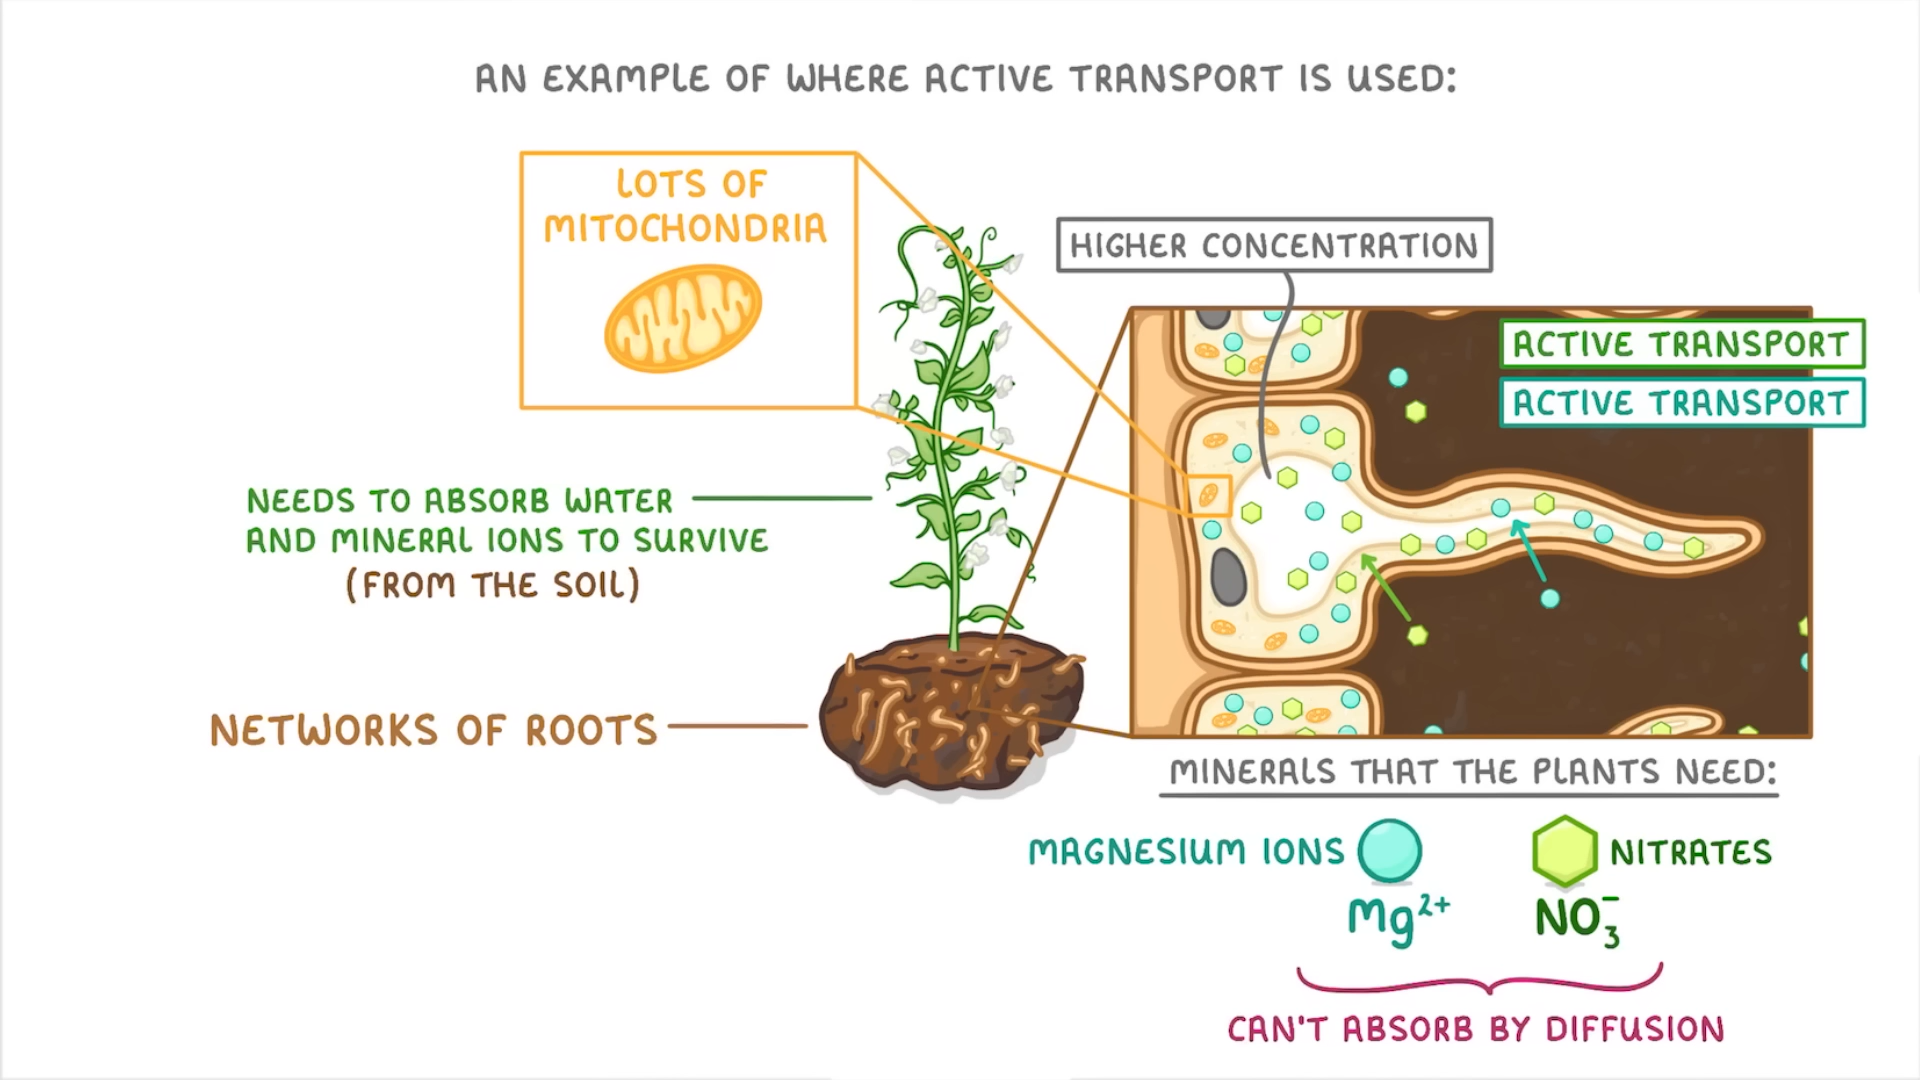 AN EXAMPLE OF WHERE ACTIVE TRANSPORT IS USED:
LOTS OF
MITOCHONDRIA
HIGHER CONCENTRATION
ACTIVE TRANSPORT
ACTIVE TRANSPORT
NEEDS TO ABSORB WATER
AND MINERAL IONS TO SURVIVE
(FROM THE SOIL)
NETWORKS OF ROOTS
MINERALS THAT THE PLANTS NEED:
MAGNESIUM IONS
NITRATES
Mg²⁺
NO₃⁻
CAN'T ABSORB BY DIFFUSION